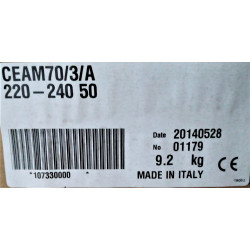 CEAM70/3/A
220-240 50
Date 20140528
No 01179
9.2 kg CE
*107330000 *
MADE IN ITALY